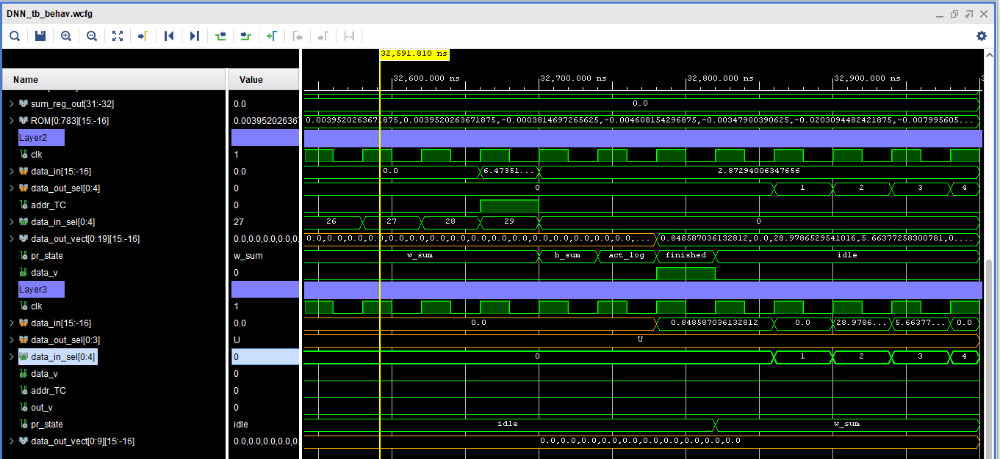 DNN_tb_behav.wcfg
32,591.810 ns
Name Value
32,600.000 ns 32,700.000 ns 32,800.000 ns 32,900.000 ns
sum_reg_out[31:-32] 0.0 0.0
ROM[0:783][15:-16] 0.0039520263671 0.003952026367 1875,0.003952026367 1875,-0.0003814697265625,-0.004608154296875,-0.00347900390625,-0.0203094482421875,-0.007995605...
Layer2
clk 1
data_in[15:-16] 0.0 0.0 6.47351... 2.87294006347656
data_out_sel[0:4] 0 0 1 2 3 4
addr_TC 0
data_in_sel[0:4] 27 26 27 28 29 0
data_out_vect[0:19][15:-16] 0.0,0.0,0.0,0.0,0. 0.0,0.0,0.0,0.0,0.0,0.0,0.0,0.0,0.0,0.0,0.0,0.0,0.0,0.0,0.0,0.0,... 0.848587036132812,0.0,28.9786529541016,5.66377258300781,0....
pr_state w_sum w_sum b_sum act_log finished idle
data_v 0
Layer3
clk 1
data_in[15:-16] 0.0 0.0 0.848587036132812 0.0 28.9786... 5.66377... 0.0
data_out_sel[0:3] U U
data_in_sel[0:4] 0 0 1 2 3 4
data_v 0
addr_TC 0
out_v 0
pr_state idle idle w_sum
data_out_vect[0:9][15:-16] 0.0,0.0,0.0,0.0,0. 0.0,0.0,0.0,0.0,0.0,0.0,0.0,0.0,0.0,0.0